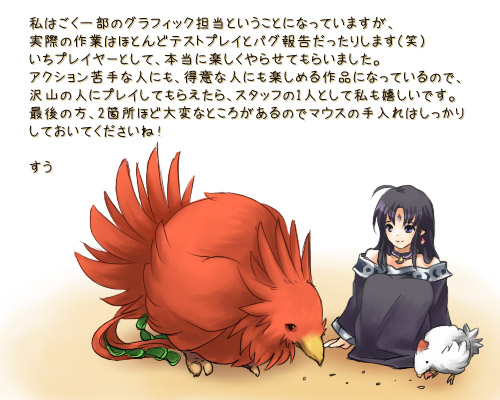 私はごく一部のグラフィック担当ということになっていますが、
実際の作業はほとんどテストプレイとバグ報告だったりします(笑)
いちプレイヤーとして、本当に楽しくやらせてもらいました。
アクション苦手な人にも、得意な人にも楽しめる作品になっているので、
沢山の人にプレイしてもらえたら、スタッフの1人として私も嬉しいです。
最後の方、2箇所ほど大変なところがあるのでマウスの手入れはしっかり
しておいてくださいね!
すう